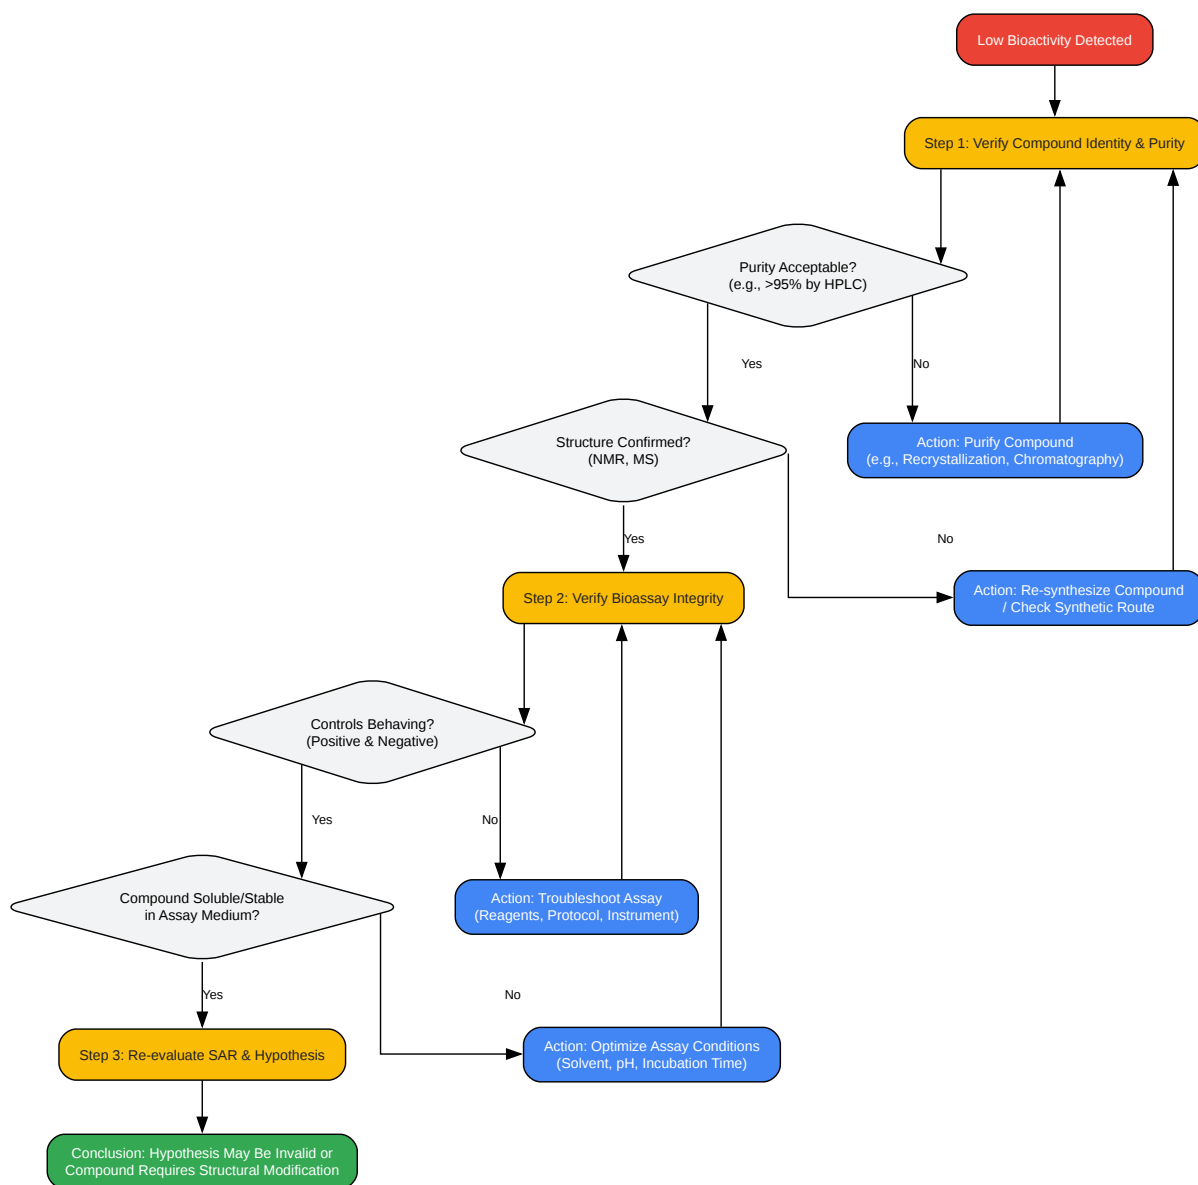 Low Bioactivity Detected
Step 1: Verify Compound Identity & Purity
Purity Acceptable?
(e.g., >95% by HPLC)
Yes
No
Structure Confirmed?
(NMR, MS)
Action: Purify Compound
(e.g., Recrystallization, Chromatography)
Yes
No
Step 2: Verify Bioassay Integrity
Action: Re-synthesize Compound
/ Check Synthetic Route
Controls Behaving?
(Positive & Negative)
Yes
No
Compound Soluble/Stable
in Assay Medium?
Action: Troubleshoot Assay
(Reagents, Protocol, Instrument)
Yes
No
Step 3: Re-evaluate SAR & Hypothesis
Action: Optimize Assay Conditions
(Solvent, pH, Incubation Time)
Conclusion: Hypothesis May Be Invalid or
Compound Requires Structural Modification